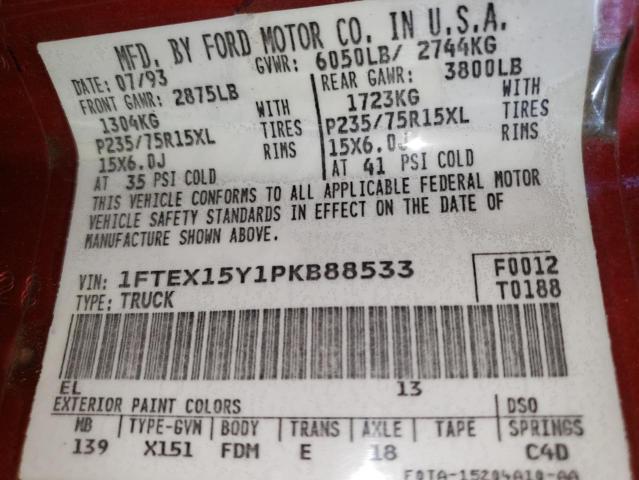 MFD. BY FORD MOTOR CO. IN U.S.A.
DATE: 07/93 GVWR: 6050LB/ 2744KG
FRONT GAWR: 2875LB REAR GAWR: 3800LB
1304KG WITH 1723KG WITH
P235/75R15XL TIRES P235/75R15XL TIRES
15X6.0J RIMS 15X6.0J RIMS
AT 35 PSI COLD AT 41 PSI COLD
THIS VEHICLE CONFORMS TO ALL APPLICABLE FEDERAL MOTOR
VEHICLE SAFETY STANDARDS IN EFFECT ON THE DATE OF
MANUFACTURE SHOWN ABOVE.
VIN: 1FTEX15Y1PKB88533 F0012
TYPE: TRUCK T0188
EL 13
EXTERIOR PAINT COLORS DSO
WB TYPE-GVW BODY TRANS AXLE TAPE SPRINGS
139 X151 FDM E 18 C4D
F0TA-15294A10-AA